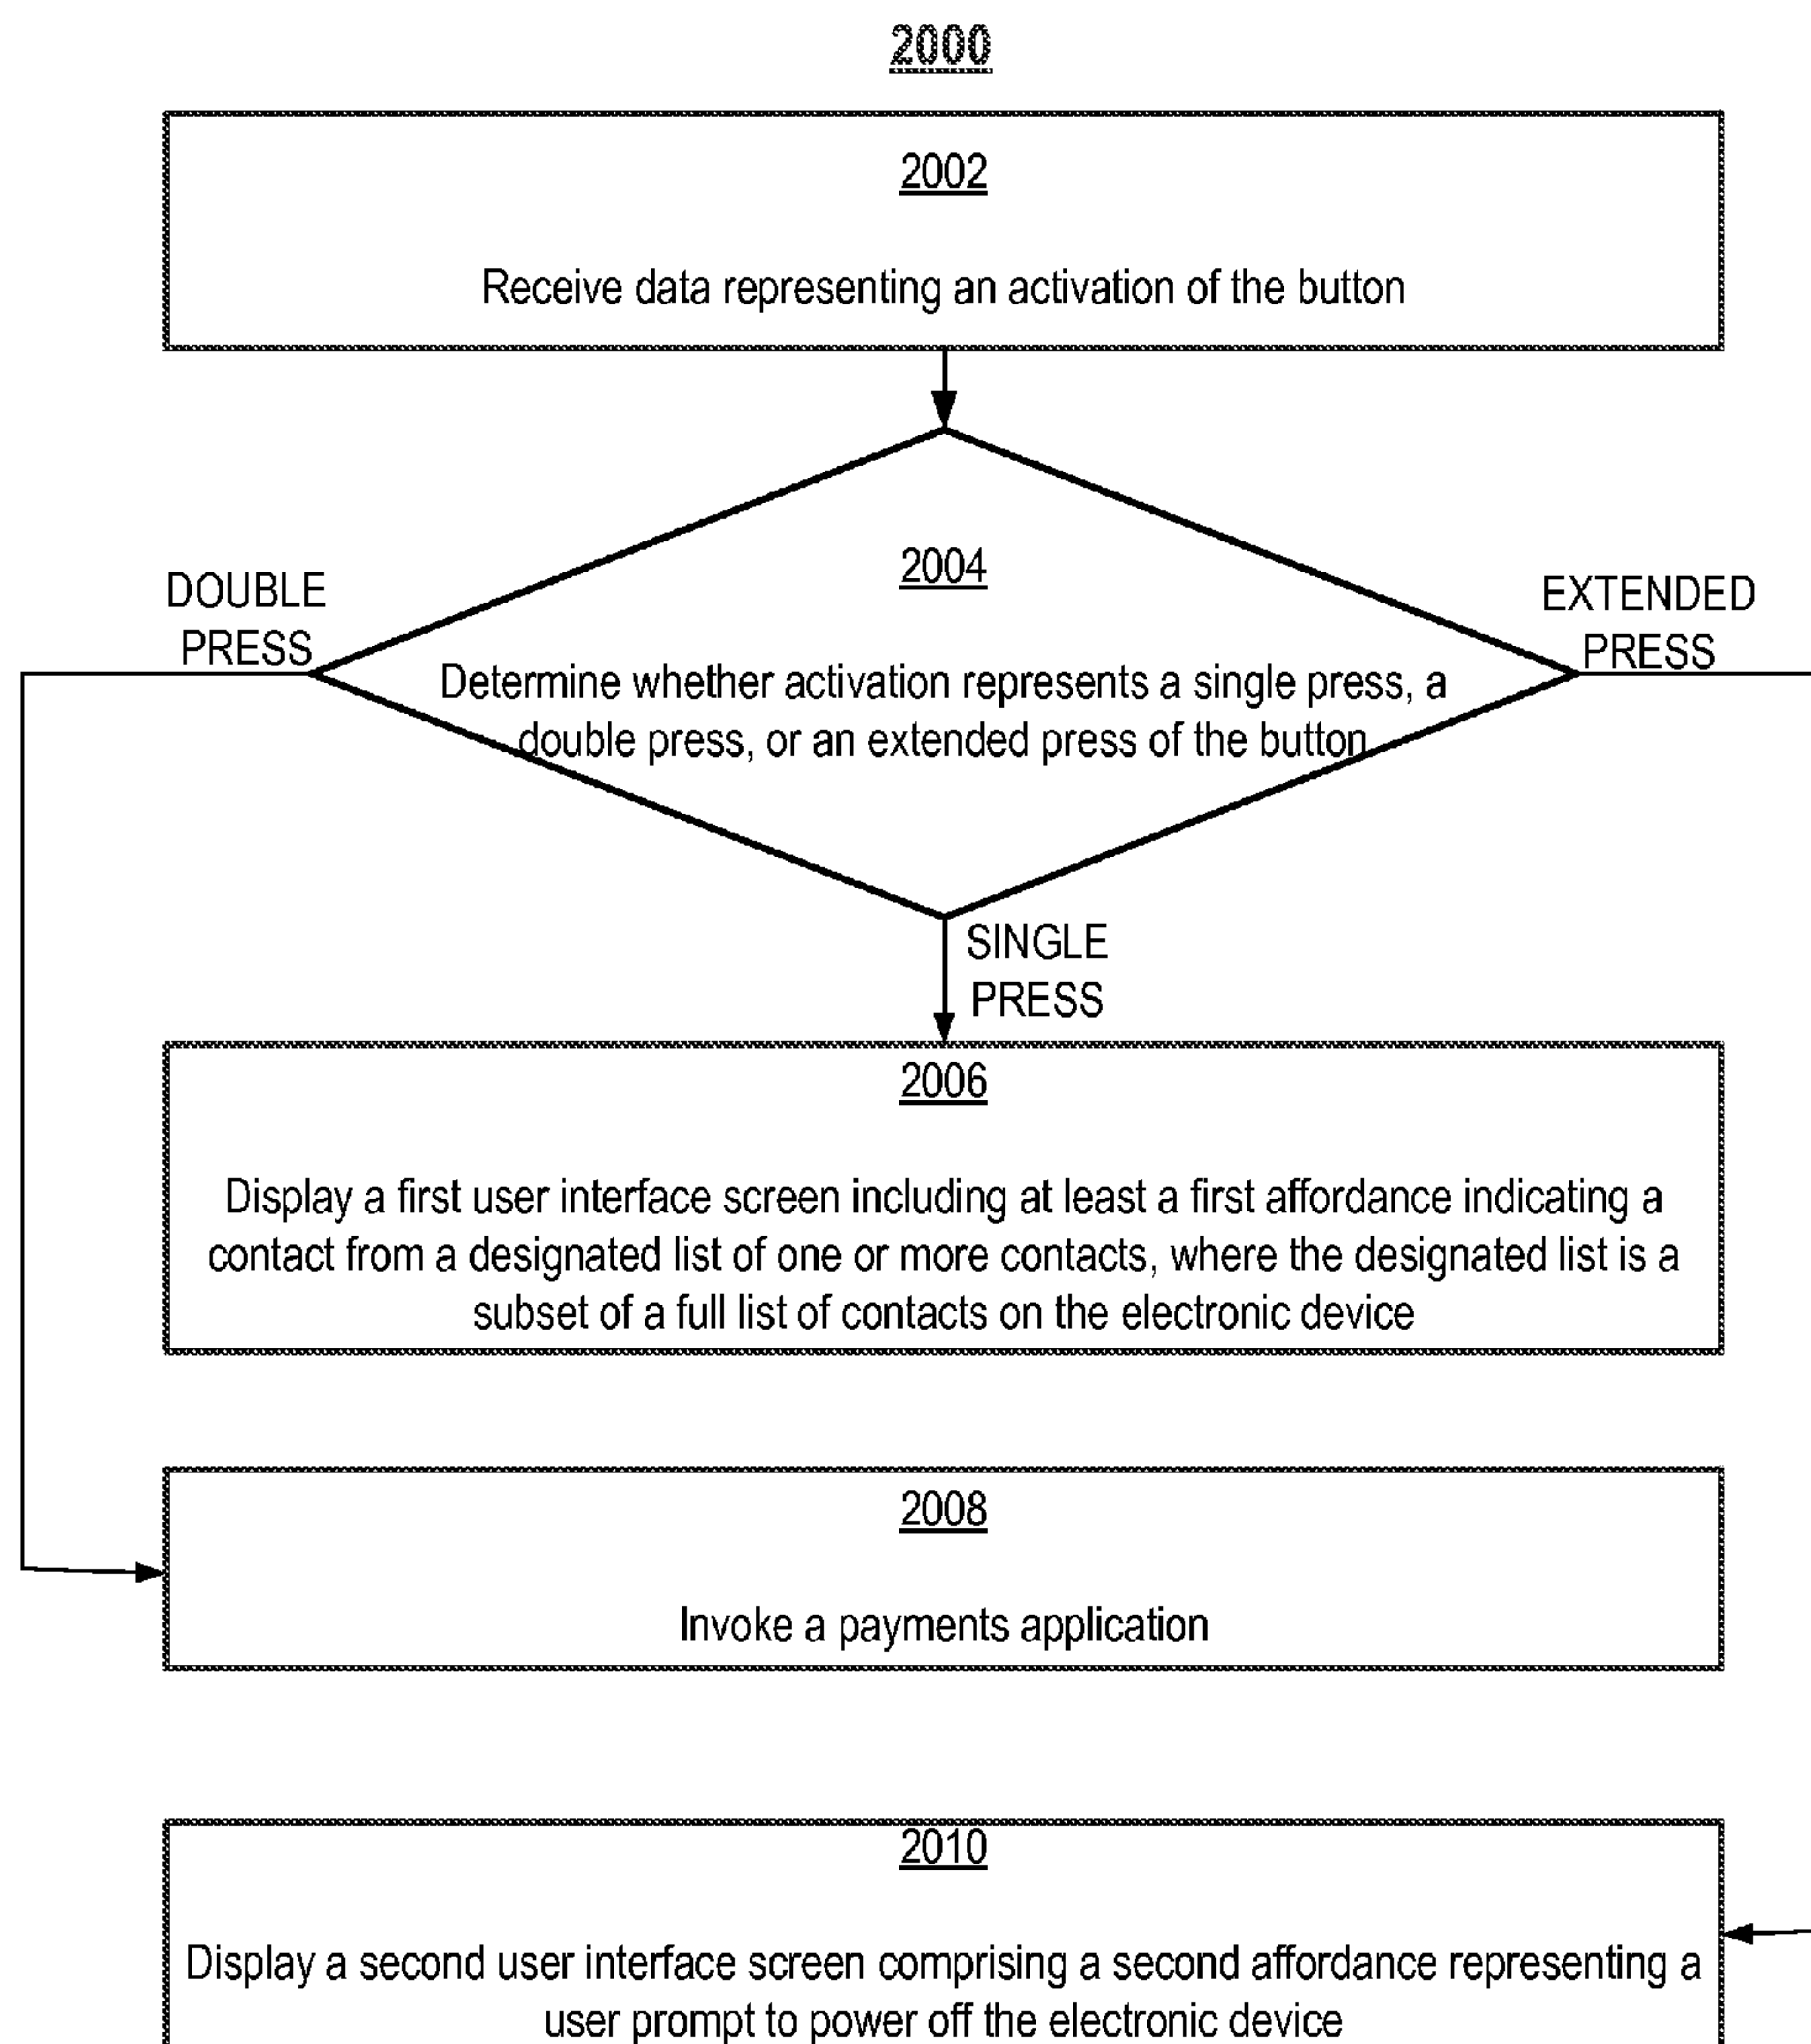 2000
2002
Receive data representing an activation of the button
2004
DOUBLE
PRESS
EXTENDED
PRESS
Determine whether activation represents a single press, a
double press, or an extended press of the button
SINGLE
PRESS
2006
Display a first user interface screen including at least a first affordance indicating a
contact from a designated list of one or more contacts, where the designated list is a
subset of a full list of contacts on the electronic device
2008
Invoke a payments application
2010
Display a second user interface screen comprising a second affordance representing a
user prompt to power off the electronic device